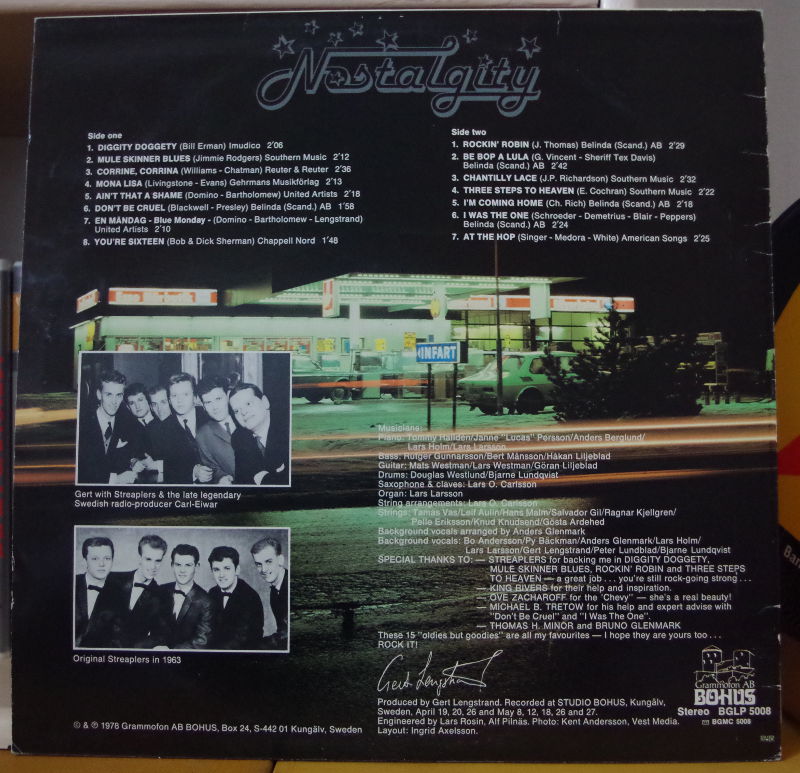 Nostalgity
Side one
1. DIGGITY DOGGETY (Bill Erman) Imudico 2'06
2. MULE SKINNER BLUES (Jimmie Rodgers) Southern Music 2'12
3. CORRINE, CORRINA (Williams - Chatman) Reuter & Reuter 2'36
4. MONA LISA (Livingstone - Evans) Gehrmans Musikförlag 2'13
5. AIN'T THAT A SHAME (Domino - Bartholomew) United Artists 2'18
6. DON'T BE CRUEL (Blackwell - Presley) Belinda (Scand.) AB 1'58
7. EN MÅNDAG - Blue Monday - (Domino - Bartholomew - Lengstrand)
United Artists 2'10
8. YOU'RE SIXTEEN (Bob & Dick Sherman) Chappell Nord 1'48
Side two
1. ROCKIN' ROBIN (J. Thomas) Belinda (Scand.) AB 2'29
2. BE BOP A LULA (G. Vincent - Sheriff Tex Davis)
Belinda (Scand.) AB 2'42
3. CHANTILLY LACE (J.P. Richardson) Southern Music 2'32
4. THREE STEPS TO HEAVEN (E. Cochran) Southern Music 2'22
5. I'M COMING HOME (Ch. Rich) Belinda (Scand.) AB 2'18
6. I WAS THE ONE (Schroeder - Demetrius - Blair - Peppers)
Belinda (Scand.) AB 2'24
7. AT THE HOP (Singer - Medora - White) American Songs 2'25
INFART
Gert with Streaplers & the late legendary
Swedish radio-producer Carl-Eiwar
Original Streaplers in 1963
Musicians:
Piano: Tommy Halldén/Janne "Lucas" Persson/Anders Berglund/
Lars Holm/Lars Larsson
Bass: Rutger Gunnarsson/Bert Månsson/Håkan Liljeblad
Guitar: Mats Westman/Lars Westman/Göran Liljeblad
Drums: Douglas Westlund/Bjarne Lundqvist
Saxophone & claves: Lars O. Carlsson
Organ: Lars Larsson
String arrangements: Lars O. Carlsson
Strings: Tamas Vas/Leif Aulin/Hans Malm/Salvador Gil/Ragnar Kjellgren/
Pelle Eriksson/Knud Knudsend/Gösta Ardehed
Background vocals arranged by Anders Glenmark
Background vocals: Bo Andersson/Py Bäckman/Anders Glenmark/Lars Holm/
Lars Larsson/Gert Lengstrand/Peter Lundblad/Bjarne Lundqvist
SPECIAL THANKS TO: — STREAPLERS for backing me in DIGGITY DOGGETY,
MULE SKINNER BLUES, ROCKIN' ROBIN and THREE STEPS
TO HEAVEN — a great job . . . you're still rock-going strong . . .
— KING RIVERS for their help and inspiration.
— OVE ZACHAROFF for the "Chevy" — she's a real beauty!
— MICHAEL B. TRETOW for his help and expert advise with
"Don't Be Cruel" and "I Was The One".
— THOMAS H. MINOR and BRUNO GLENMARK
These 15 "oldies but goodies" are all my favourites — I hope they are yours too . . .
ROCK IT!
Gert Lengstrand
Produced by Gert Lengstrand. Recorded at STUDIO BOHUS, Kungälv,
Sweden, April 19, 20, 26 and May 8, 12, 18, 26 and 27.
Engineered by Lars Rosin, Alf Pilnäs. Photo: Kent Andersson, Vest Media.
Layout: Ingrid Axelsson.
© & ℗ 1978 Grammofon AB BOHUS, Box 24, S-442 01 Kungälv, Sweden
Grammofon AB
BOHUS
Stereo BGLP 5008
BGMC 5008